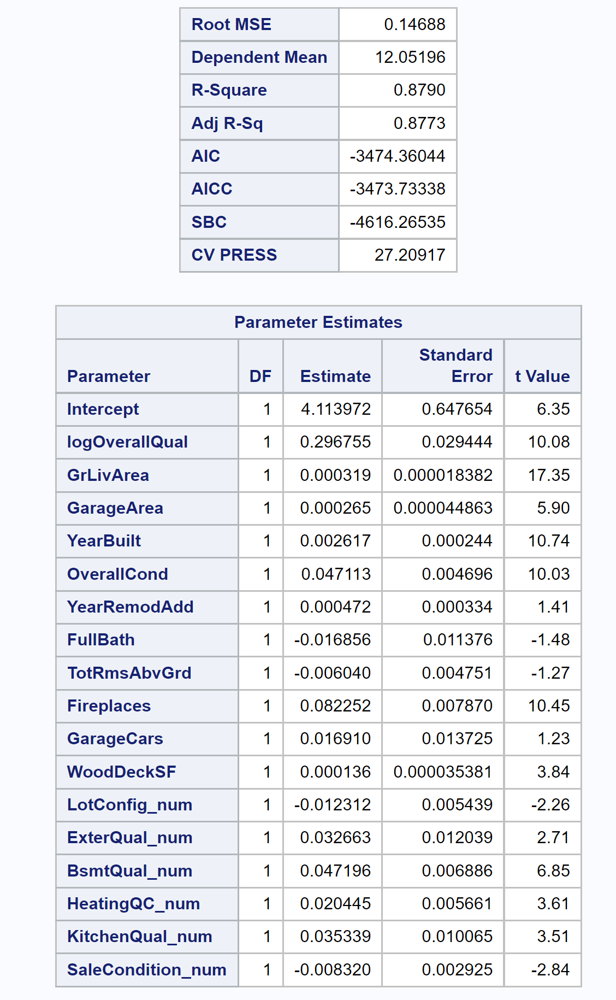 Root MSE 0.14688
Dependent Mean 12.05196
R-Square 0.8790
Adj R-Sq 0.8773
AIC -3474.36044
AICC -3473.73338
SBC -4616.26535
CV PRESS 27.20917
Parameter Estimates
Parameter DF Estimate Standard Error t Value
Intercept 1 4.113972 0.647654 6.35
logOverallQual 1 0.296755 0.029444 10.08
GrLivArea 1 0.000319 0.000018382 17.35
GarageArea 1 0.000265 0.000044863 5.90
YearBuilt 1 0.002617 0.000244 10.74
OverallCond 1 0.047113 0.004696 10.03
YearRemodAdd 1 0.000472 0.000334 1.41
FullBath 1 -0.016856 0.011376 -1.48
TotRmsAbvGrd 1 -0.006040 0.004751 -1.27
Fireplaces 1 0.082252 0.007870 10.45
GarageCars 1 0.016910 0.013725 1.23
WoodDeckSF 1 0.000136 0.000035381 3.84
LotConfig_num 1 -0.012312 0.005439 -2.26
ExterQual_num 1 0.032663 0.012039 2.71
BsmtQual_num 1 0.047196 0.006886 6.85
HeatingQC_num 1 0.020445 0.005661 3.61
KitchenQual_num 1 0.035339 0.010065 3.51
SaleCondition_num 1 -0.008320 0.002925 -2.84